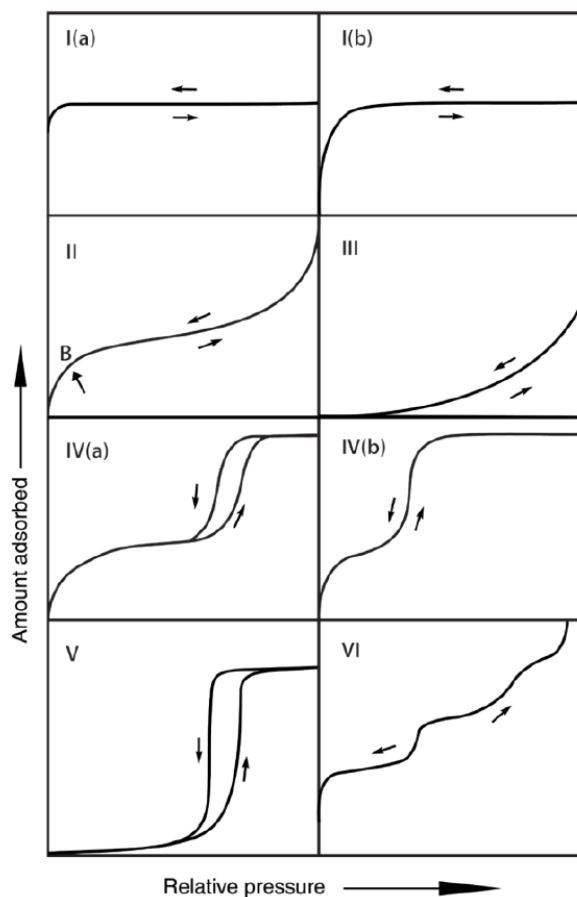 I(a)
I(b)
II
III
B
IV(a)
IV(b)
V
VI
Amount adsorbed
Relative pressure